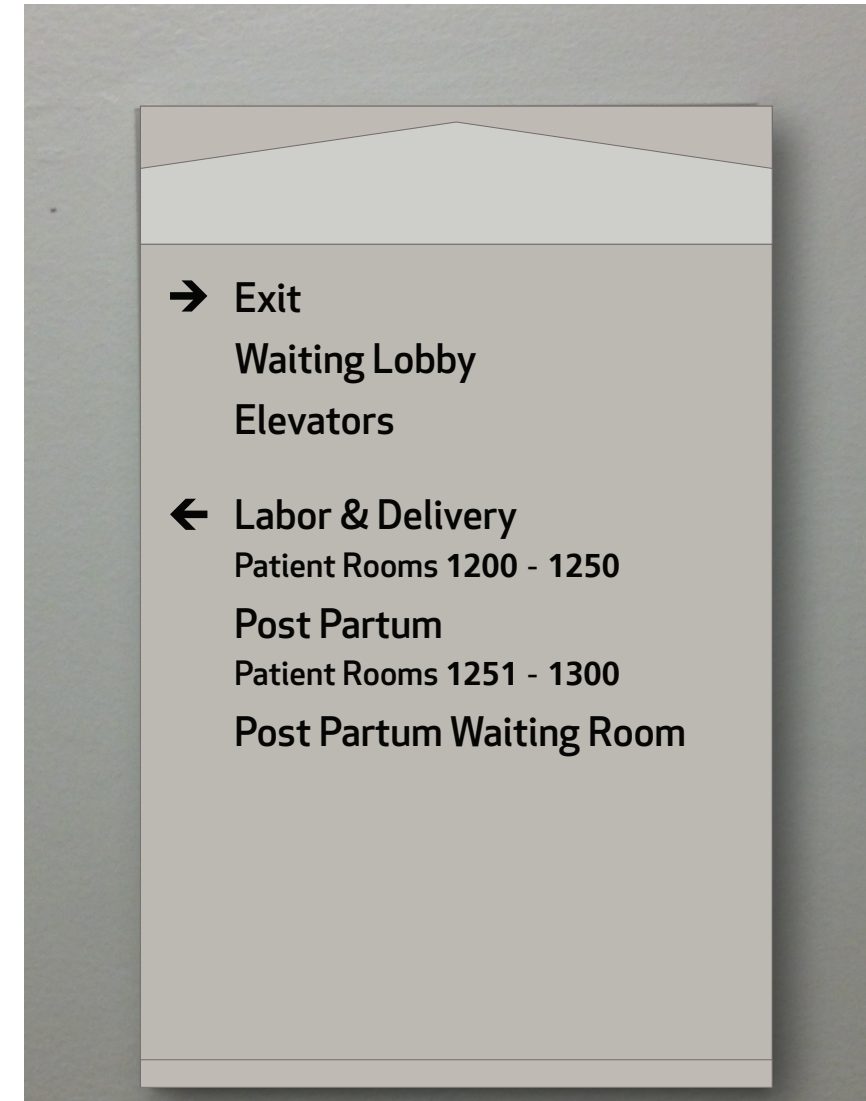 → Exit
Waiting Lobby
Elevators
← Labor & Delivery
Patient Rooms 1200 - 1250
Post Partum
Patient Rooms 1251 - 1300
Post Partum Waiting Room